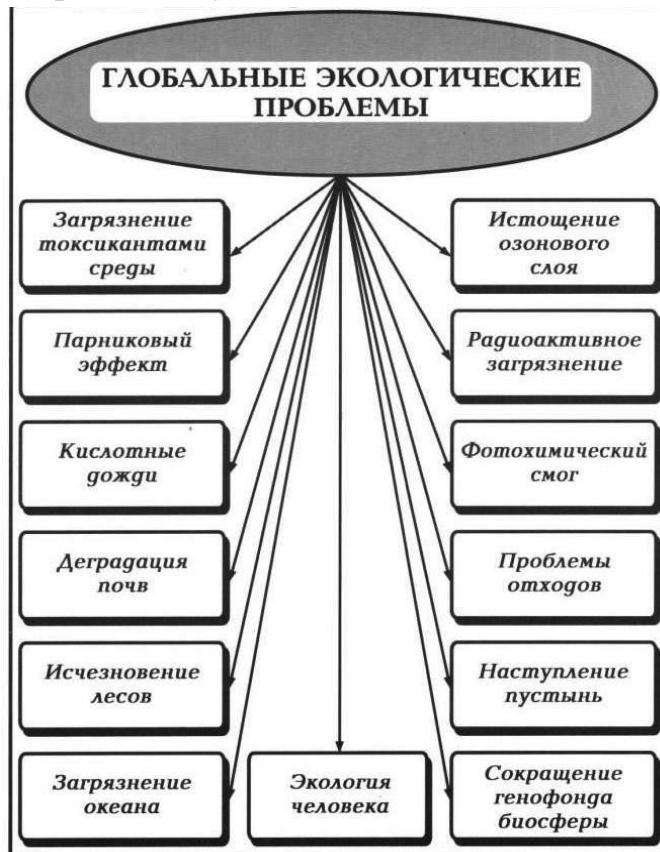 ГЛОБАЛЬНЫЕ ЭКОЛОГИЧЕСКИЕ
ПРОБЛЕМЫ
Загрязнение
токсикантами
среды
Парниковый
эффект
Кислотные
дожди
Деградация
почв
Исчезновение
лесов
Загрязнение
океана
Экология
человека
Истощение
озонового
слоя
Радиоактивное
загрязнение
Фотохимический
смог
Проблемы
отходов
Наступление
пустынь
Сокращение
генофонда
биосферы